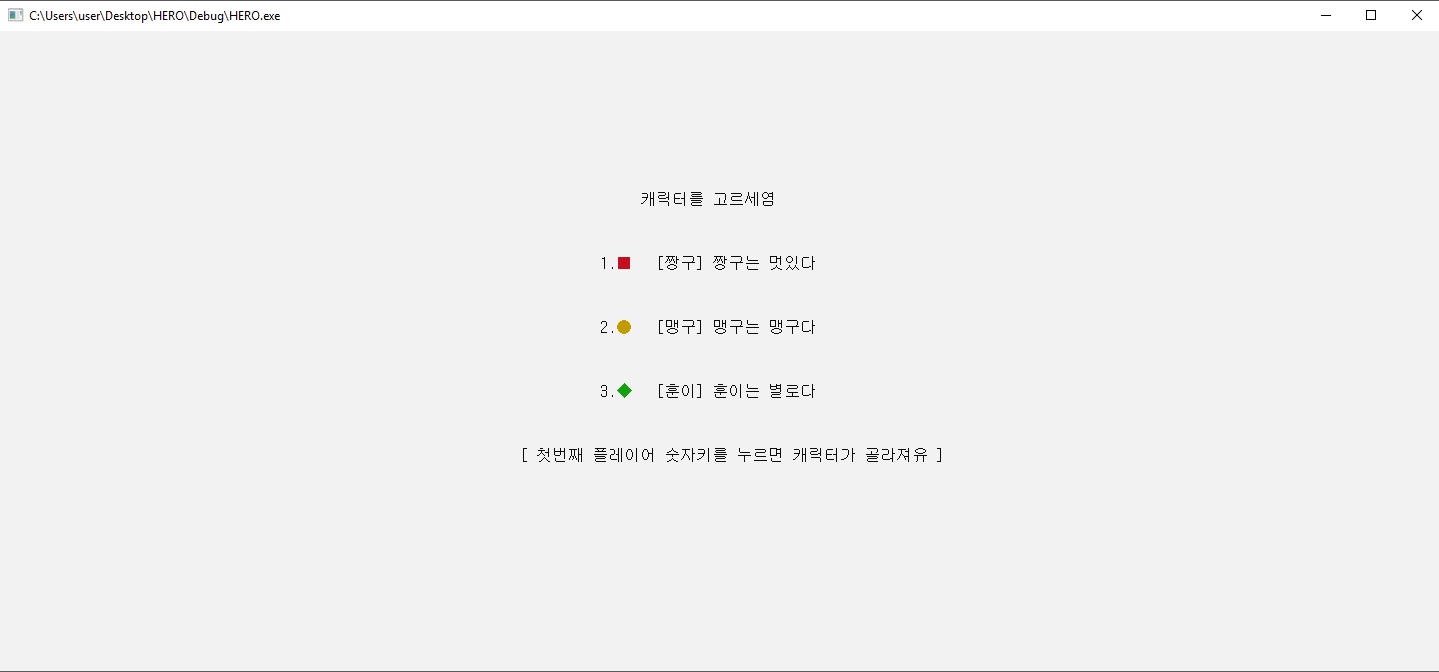 C:\Users\user\Desktop\HERO\Debug\HERO.exe
캐릭터를 고르세염
1.■ [짱구] 짱구는 멋있다
2.● [맹구] 맹구는 맹구다
3.◆ [훈이] 훈이는 별로다
[ 첫번째 플레이어 숫자키를 누르면 캐릭터가 골라져유 ]